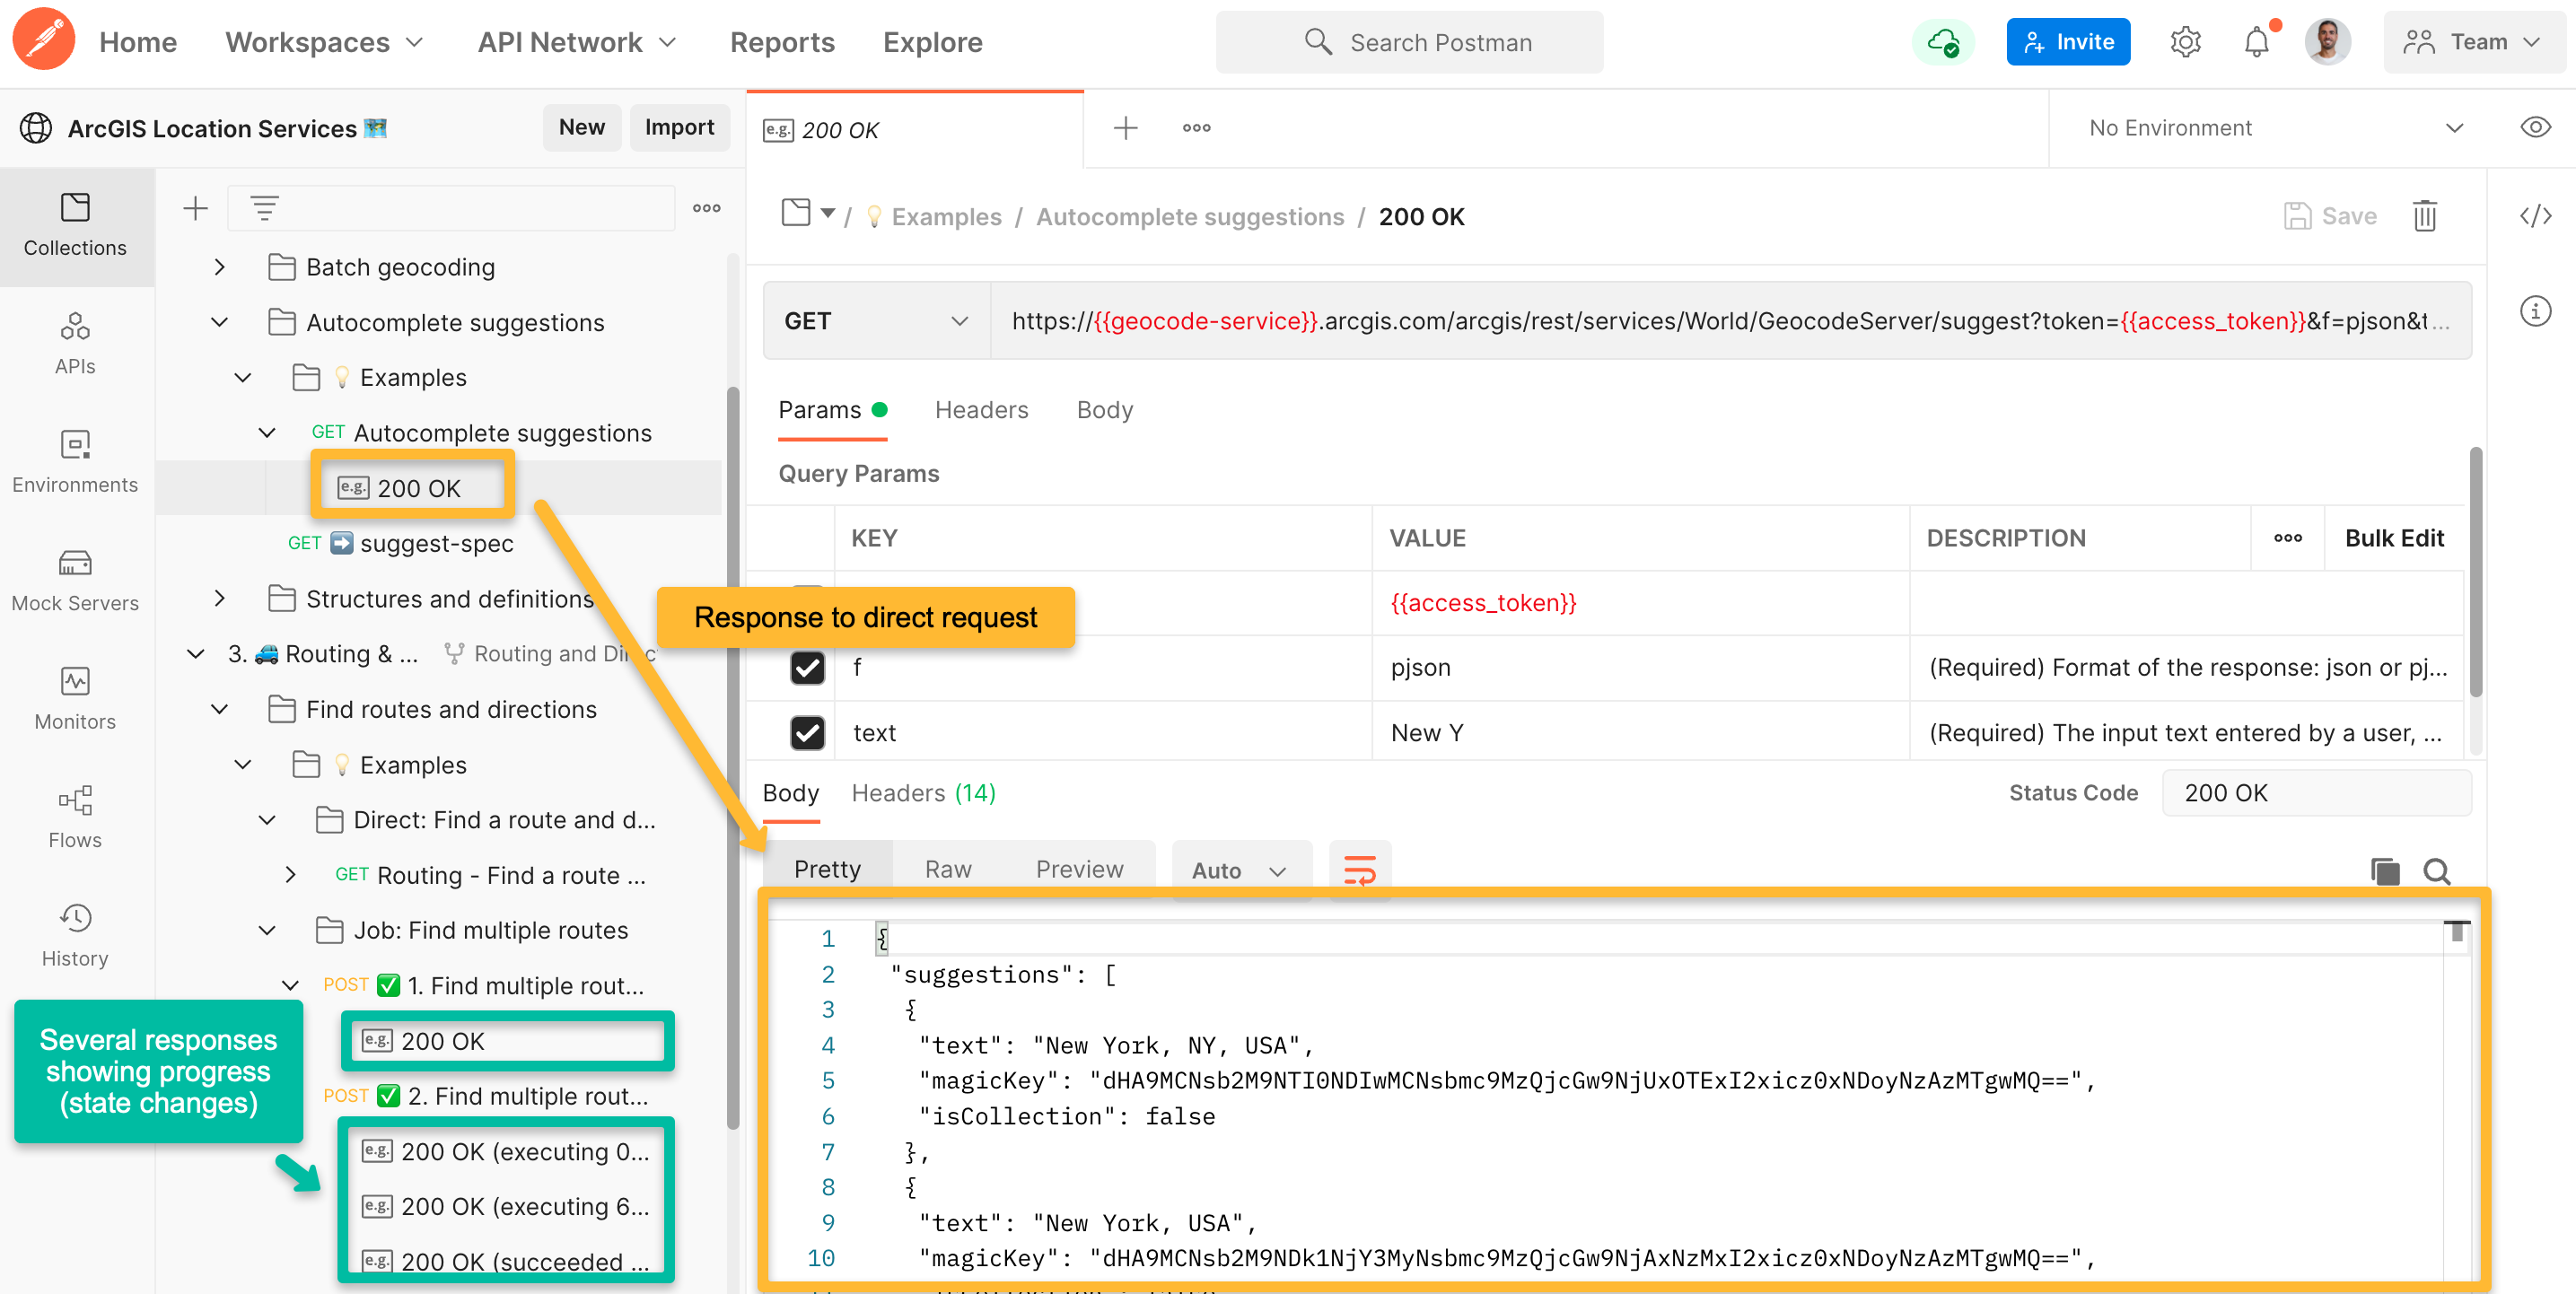 Home
Workspaces
API Network
Reports
Explore
Search Postman
Invite
Team
ArcGIS Location Services
New
Import
e.g. 200 OK
No Environment
Collections
APIs
Environments
Mock Servers
Monitors
Flows
History
Batch geocoding
Autocomplete suggestions
Examples
GET Autocomplete suggestions
e.g. 200 OK
GET suggest-spec
Structures and definitions
3. Routing & ... Routing and Direc
Find routes and directions
Examples
Direct: Find a route and d...
GET Routing - Find a route ...
Job: Find multiple routes
POST 1. Find multiple rout...
e.g. 200 OK
POST 2. Find multiple rout...
e.g. 200 OK (executing 0...
e.g. 200 OK (executing 6...
e.g. 200 OK (succeeded ...
Several responses
showing progress
(state changes)
Response to direct request
/ Examples / Autocomplete suggestions / 200 OK
Save
GET
https://{{geocode-service}}.arcgis.com/arcgis/rest/services/World/GeocodeServer/suggest?token={{access_token}}&f=pjson&t...
Params
Headers
Body
Query Params
KEY
VALUE
DESCRIPTION
Bulk Edit
{{access_token}}
f
pjson
(Required) Format of the response: json or pj...
text
New Y
(Required) The input text entered by a user, ...
Body
Headers (14)
Status Code
200 OK
Pretty
Raw
Preview
Auto
1 {
2 "suggestions": [
3 {
4 "text": "New York, NY, USA",
5 "magicKey": "dHA9MCNsb2M9NTI0NDIwMCNsbmc9MzQjcGw9NjUxOTExI2xicz0xNDoyNzAzMTgwMQ==",
6 "isCollection": false
7 },
8 {
9 "text": "New York, USA",
10 "magicKey": "dHA9MCNsb2M9NDk1NjY3MyNsbmc9MzQjcGw9NjAxNzMxI2xicz0xNDoyNzAzMTgwMQ==",